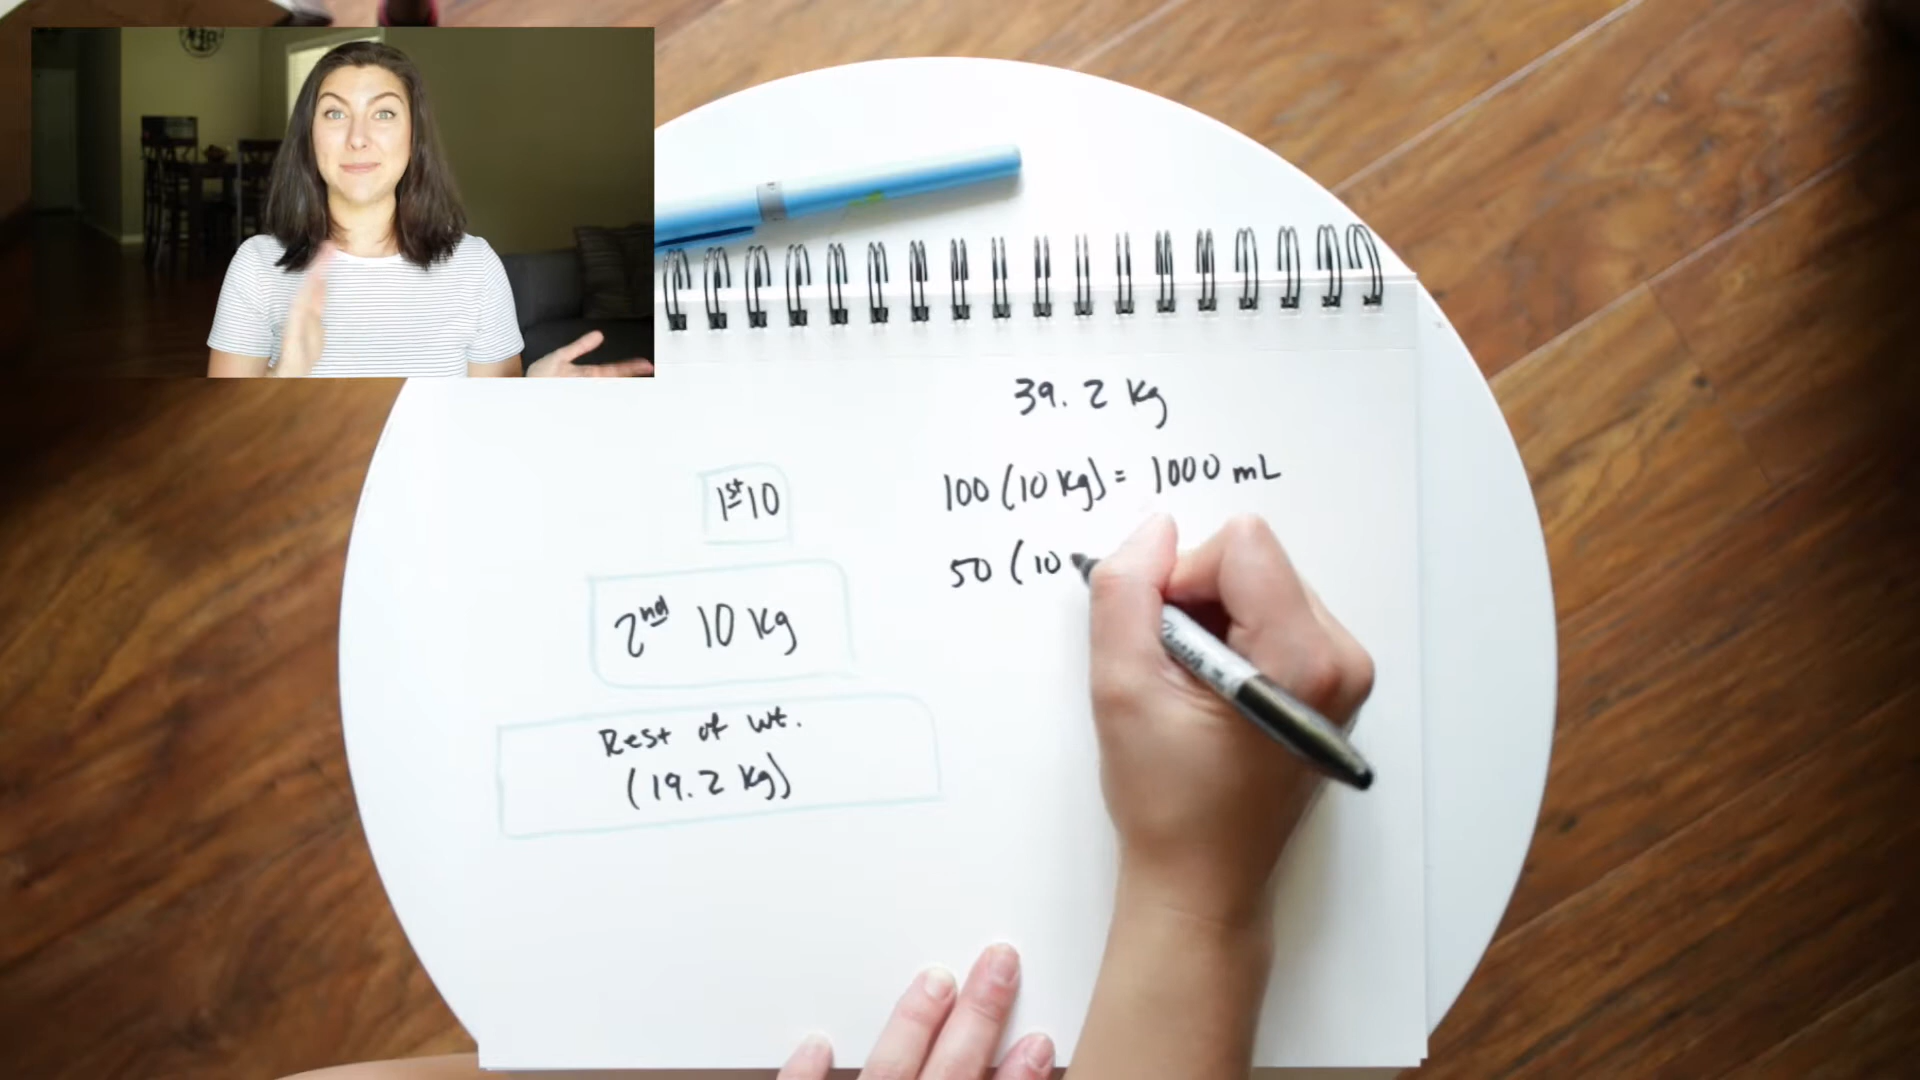 39.2 kg
100 (10 kg) = 1000 mL
50 (10
1st 10
2nd 10 kg
Rest of wt.
(19.2 kg)